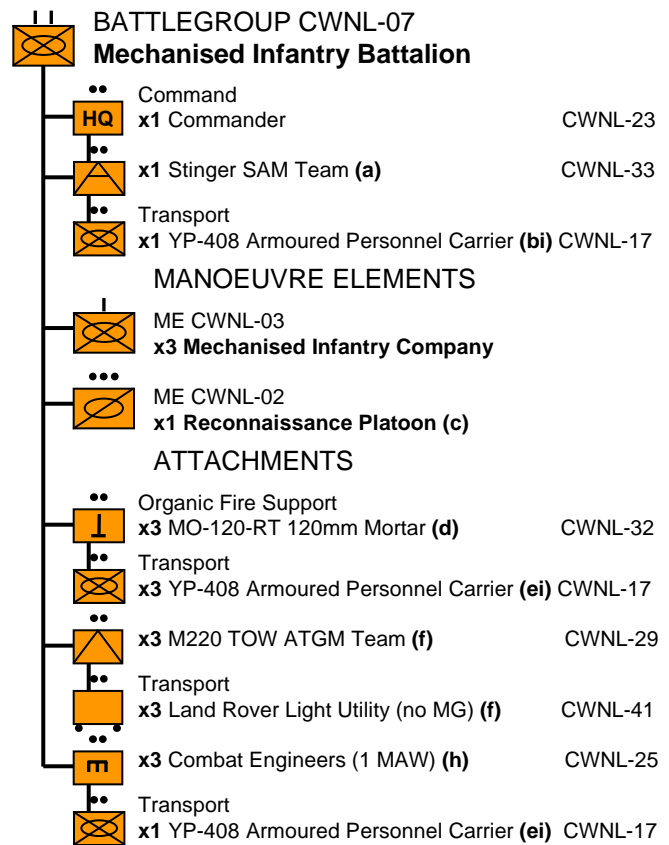 BATTLEGROUP CWNL-07
Mechanised Infantry Battalion
Command
HQ x1 Commander CWNL-23
x1 Stinger SAM Team (a) CWNL-33
Transport
x1 YP-408 Armoured Personnel Carrier (bi) CWNL-17
MANOEUVRE ELEMENTS
ME CWNL-03
x3 Mechanised Infantry Company
ME CWNL-02
x1 Reconnaissance Platoon (c)
ATTACHMENTS
Organic Fire Support
x3 MO-120-RT 120mm Mortar (d) CWNL-32
Transport
x3 YP-408 Armoured Personnel Carrier (ei) CWNL-17
x3 M220 TOW ATGM Team (f) CWNL-29
Transport
x3 Land Rover Light Utility (no MG) (f) CWNL-41
x3 Combat Engineers (1 MAW) (h) CWNL-25
Transport
x1 YP-408 Armoured Personnel Carrier (ei) CWNL-17